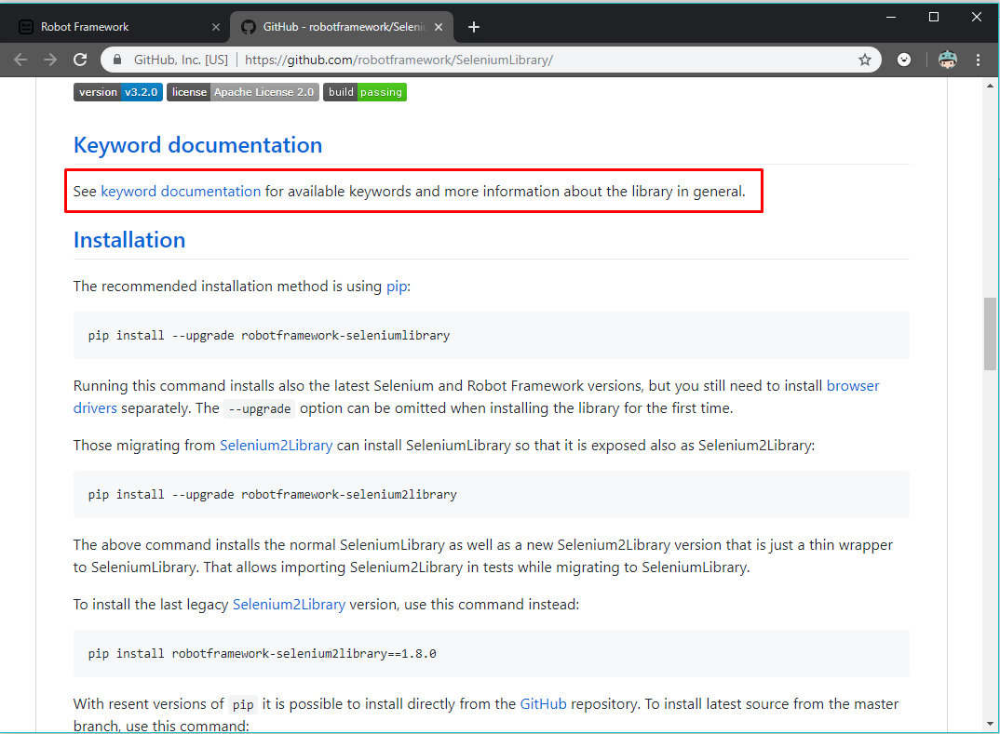 Robot Framework
GitHub - robotframework/Seleniu
GitHub, Inc. [US] | https://github.com/robotframework/SeleniumLibrary/
version v3.2.0 license Apache License 2.0 build passing
Keyword documentation
See keyword documentation for available keywords and more information about the library in general.
Installation
The recommended installation method is using pip:
pip install --upgrade robotframework-seleniumlibrary
Running this command installs also the latest Selenium and Robot Framework versions, but you still need to install browser
drivers separately. The --upgrade option can be omitted when installing the library for the first time.
Those migrating from Selenium2Library can install SeleniumLibrary so that it is exposed also as Selenium2Library:
pip install --upgrade robotframework-selenium2library
The above command installs the normal SeleniumLibrary as well as a new Selenium2Library version that is just a thin wrapper
to SeleniumLibrary. That allows importing Selenium2Library in tests while migrating to SeleniumLibrary.
To install the last legacy Selenium2Library version, use this command instead:
pip install robotframework-selenium2library==1.8.0
With resent versions of pip it is possible to install directly from the GitHub repository. To install latest source from the master
branch, use this command: